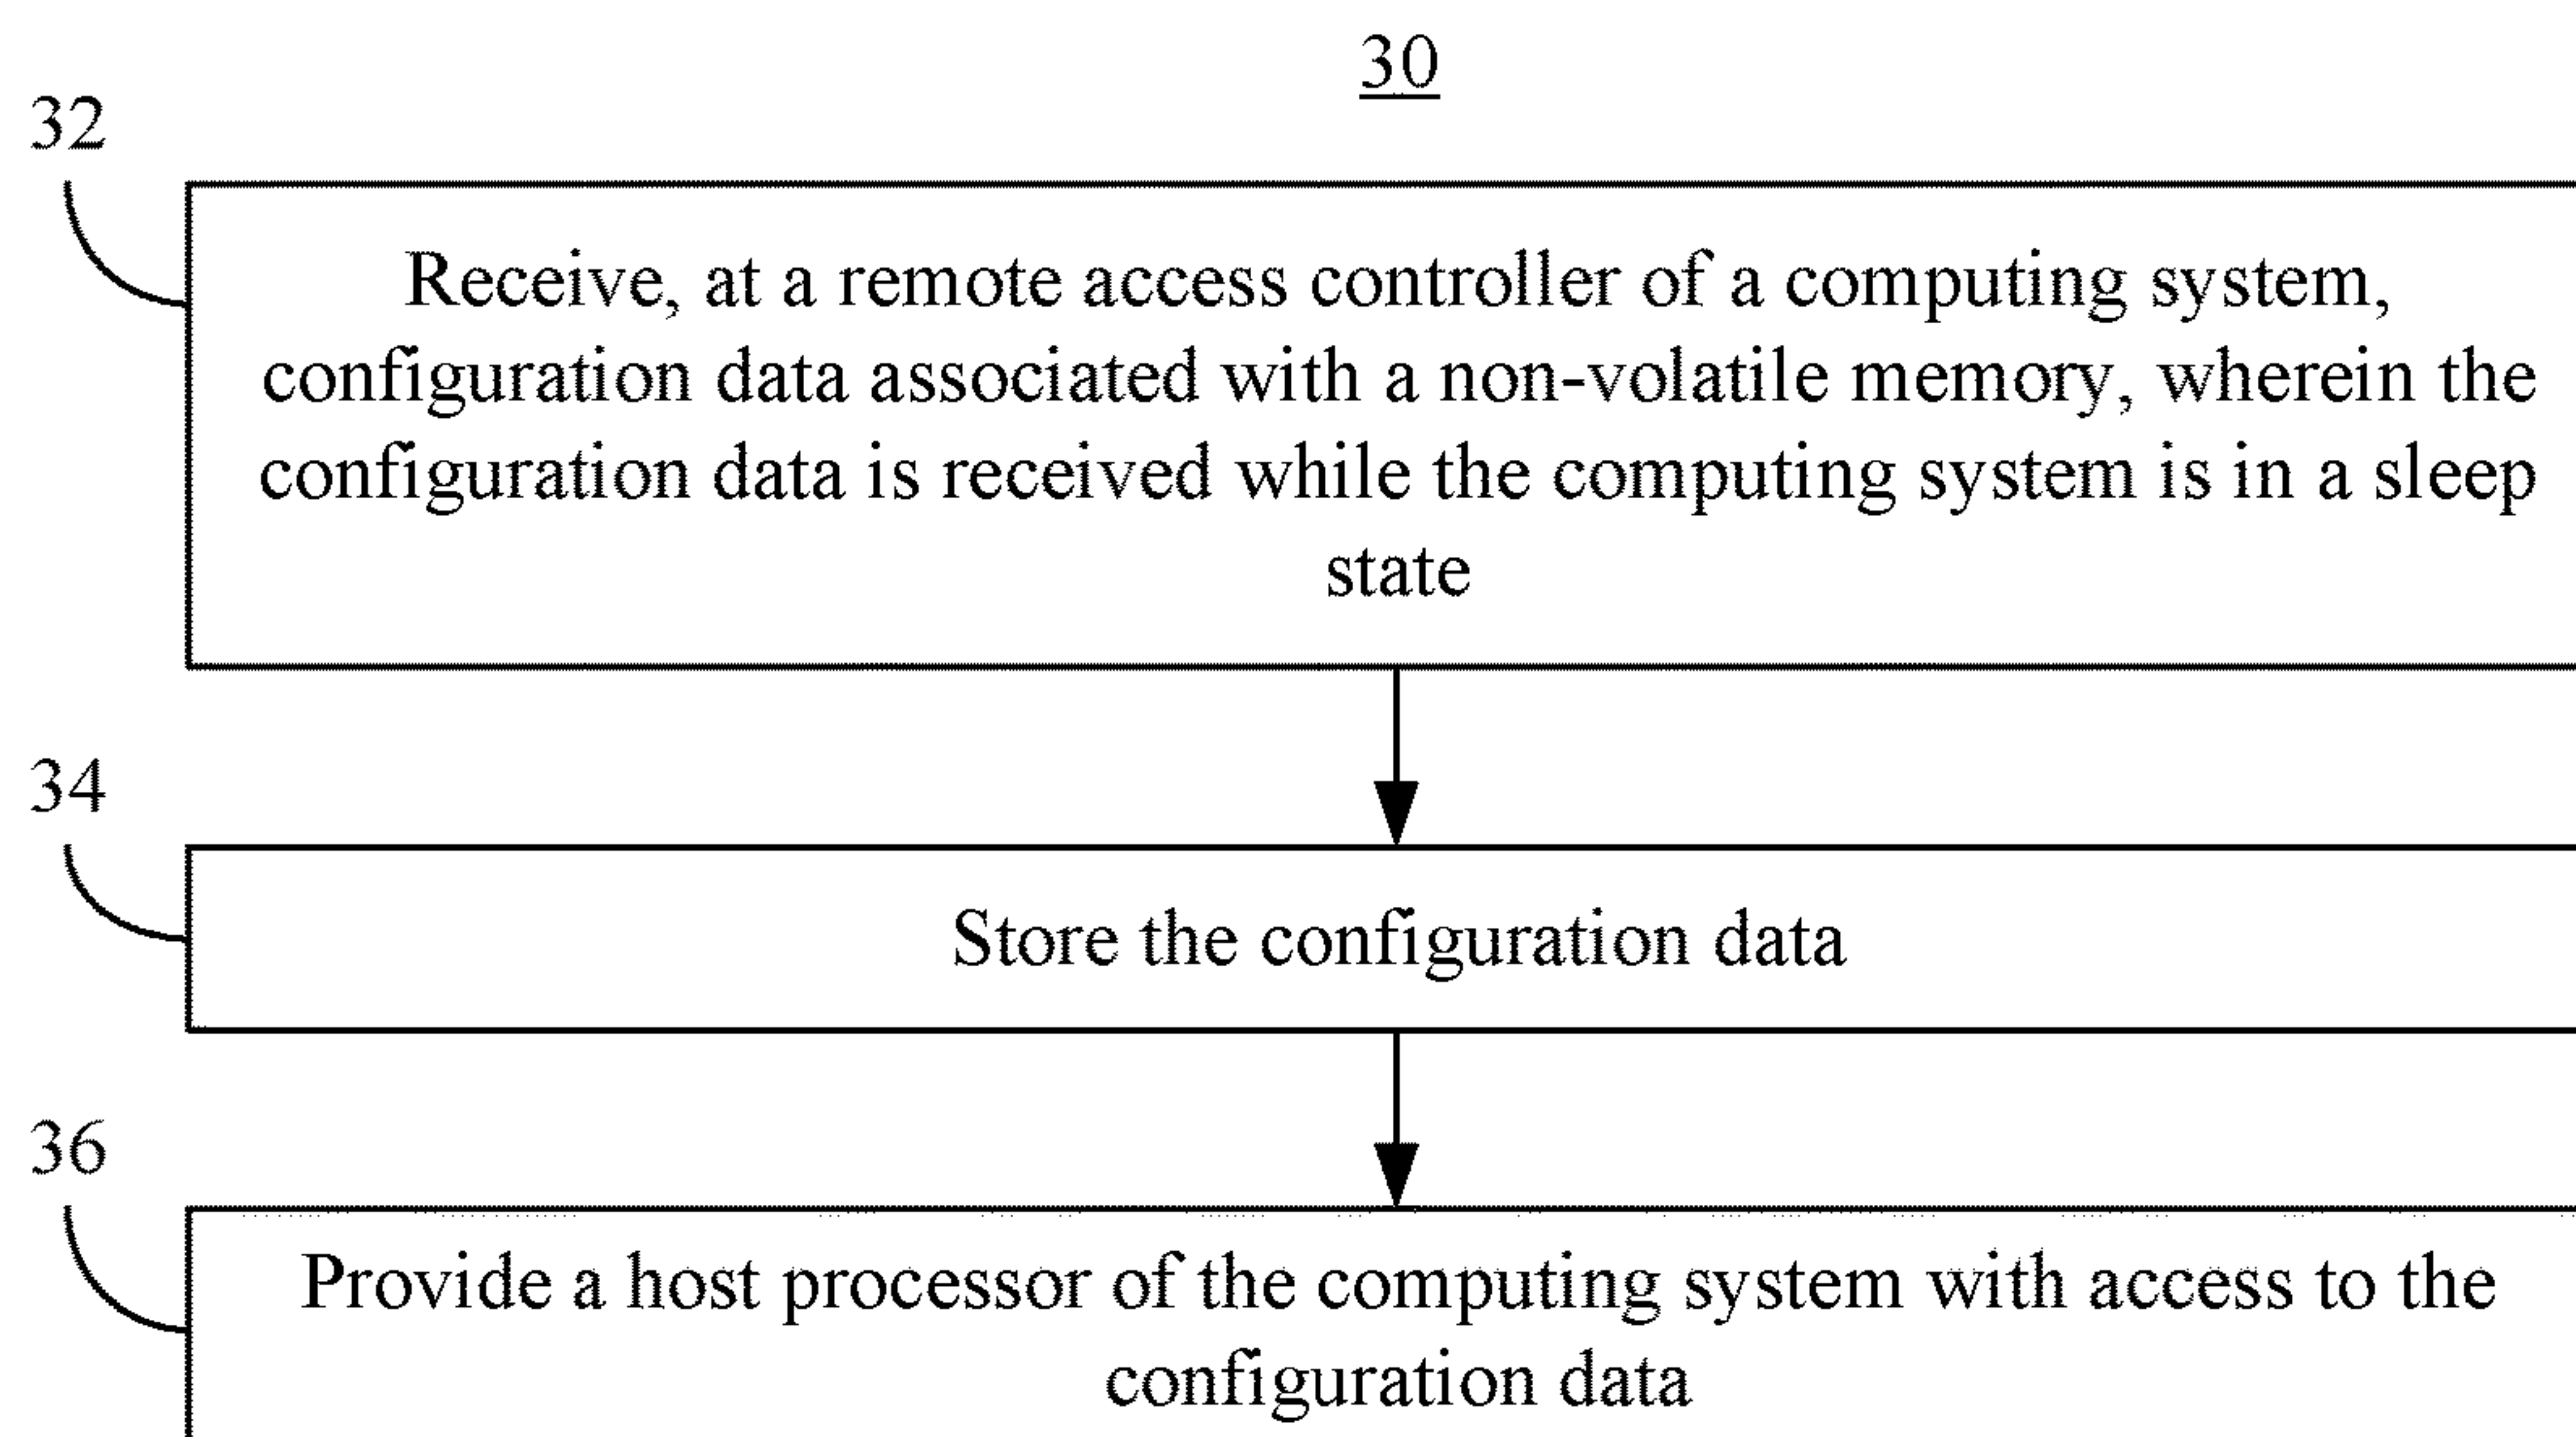 30
32
Receive, at a remote access controller of a computing system,
configuration data associated with a non-volatile memory, wherein the
configuration data is received while the computing system is in a sleep
state
34
Store the configuration data
36
Provide a host processor of the computing system with access to the
configuration data